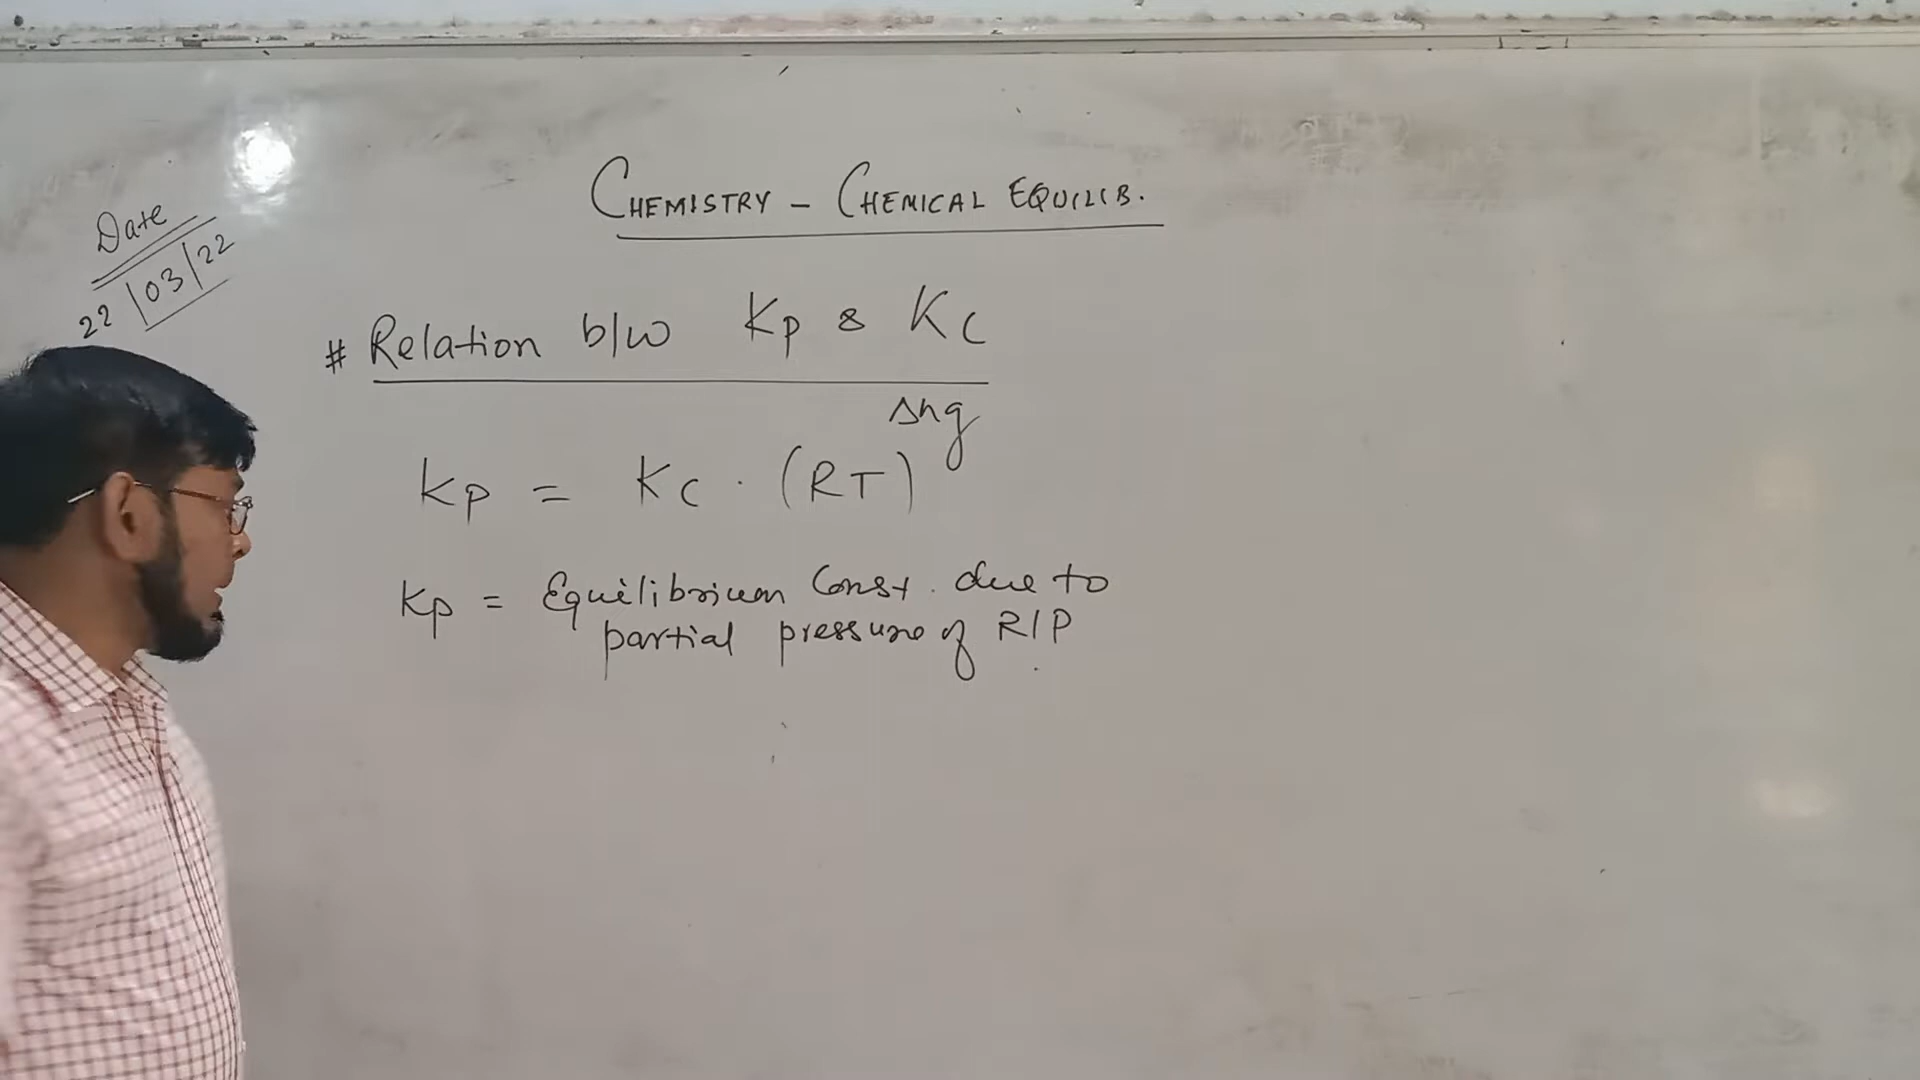 CHEMISTRY - CHEMICAL EQUILIB.
Date
22/03/22
# Relation b/w Kp & Kc
Kp = Kc . (RT)^Δng
Kp = Equilibrium Const. due to
partial pressure of R/P